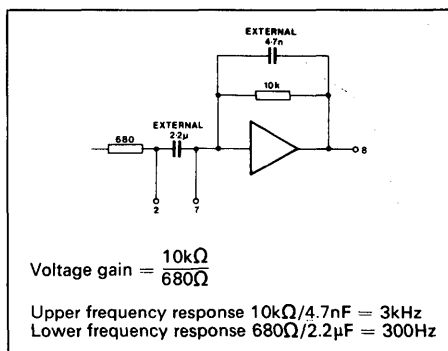 EXTERNAL
4·7n
10k
EXTERNAL
2·2µ
680
8
2
7
Voltage gain = 10kΩ/680Ω
Upper frequency response 10kΩ/4.7nF = 3kHz
Lower frequency response 680Ω/2.2µF = 300Hz